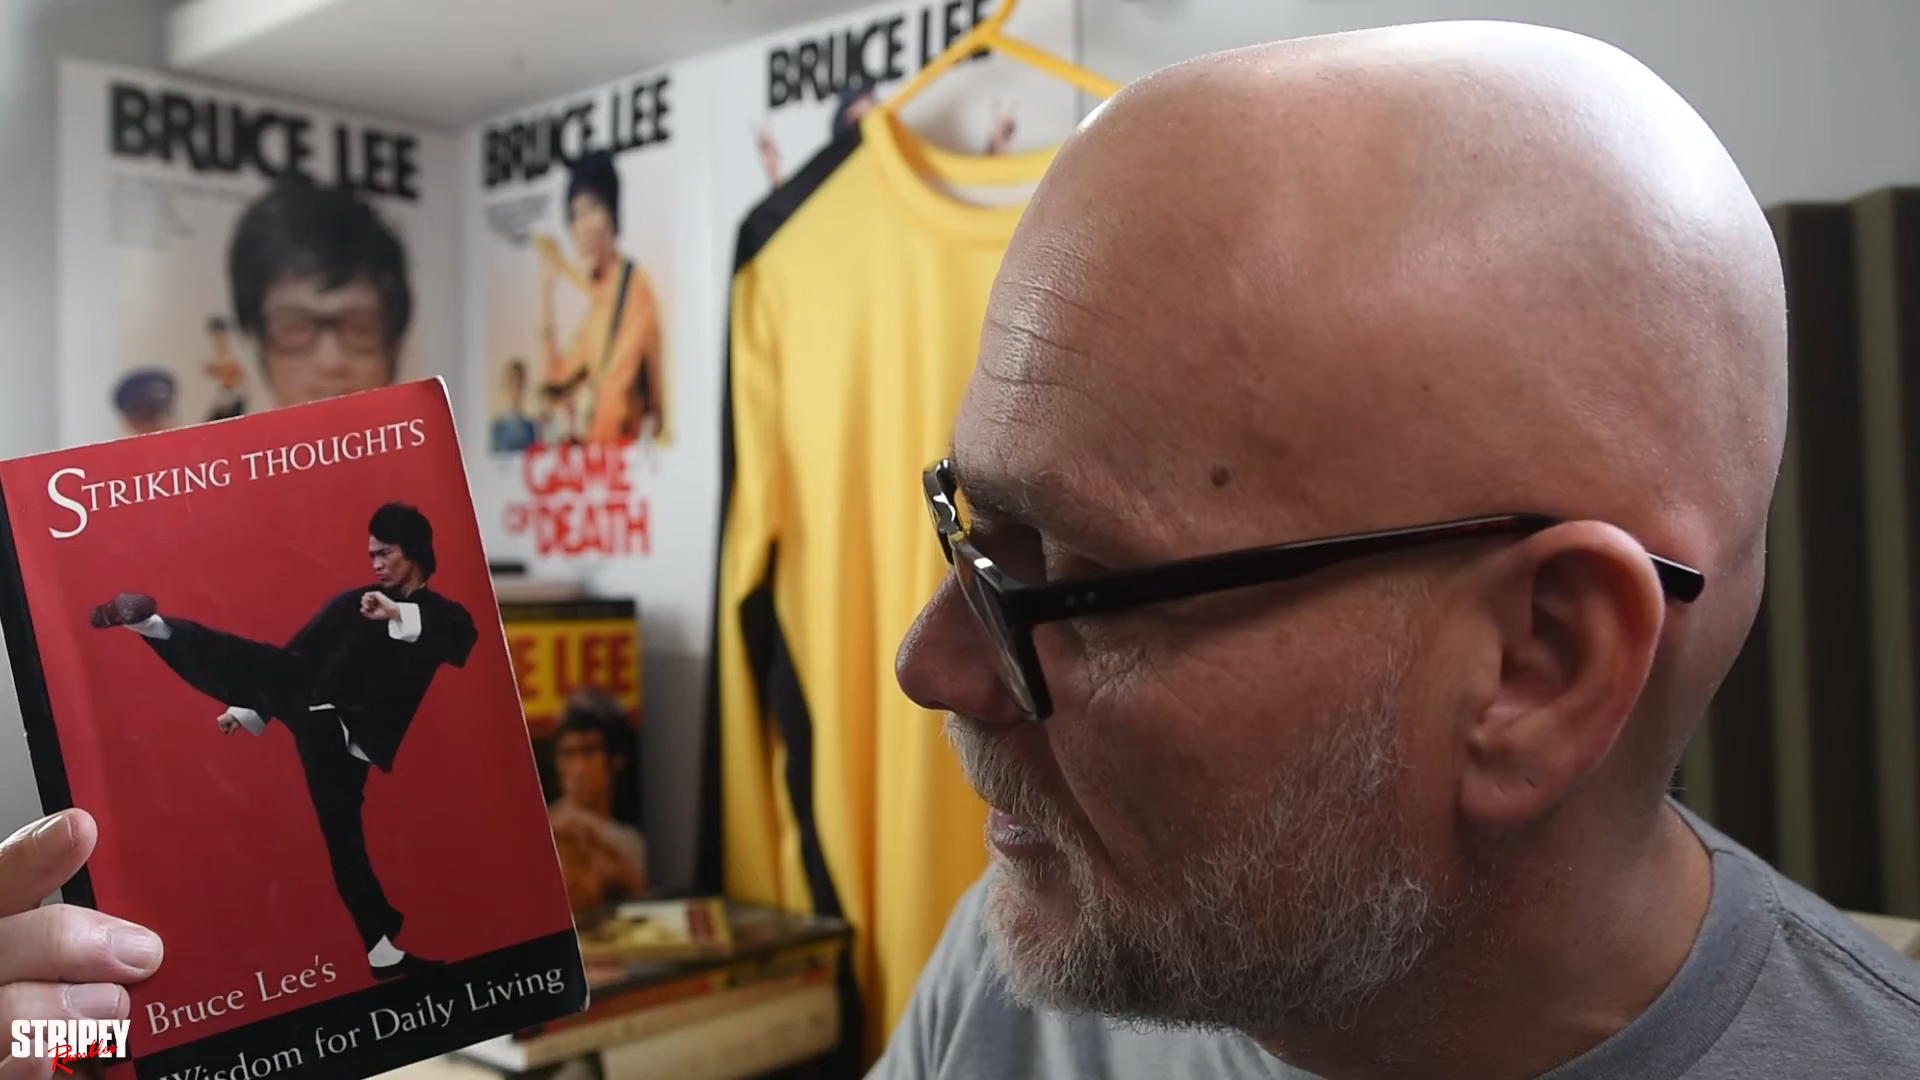 BRUCE LEE
BRUCE LEE
BRUCE LEE
GAME
OF DEATH
STRIKING THOUGHTS
E LEE
Bruce Lee's
Wisdom for Daily Living
STRIPEY
Rambles